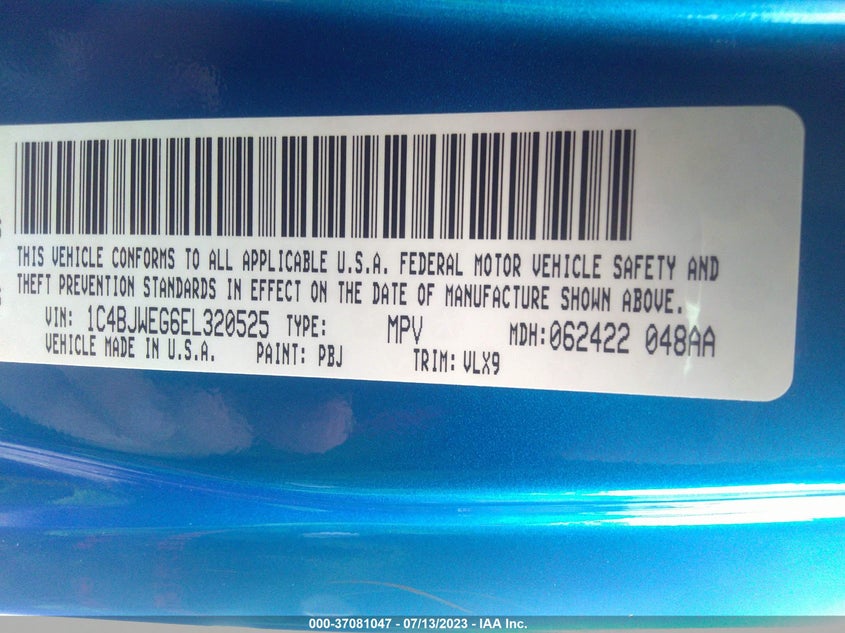 THIS VEHICLE CONFORMS TO ALL APPLICABLE U.S.A. FEDERAL MOTOR VEHICLE SAFETY AND
THEFT PREVENTION STANDARDS IN EFFECT ON THE DATE OF MANUFACTURE SHOWN ABOVE.
VIN: 1C4BJWEG6EL320525 TYPE: MPV MDH:062422 048AA
VEHICLE MADE IN U.S.A. PAINT: PBJ TRIM: VLX9
000-37081047 - 07/13/2023 - IAA Inc.